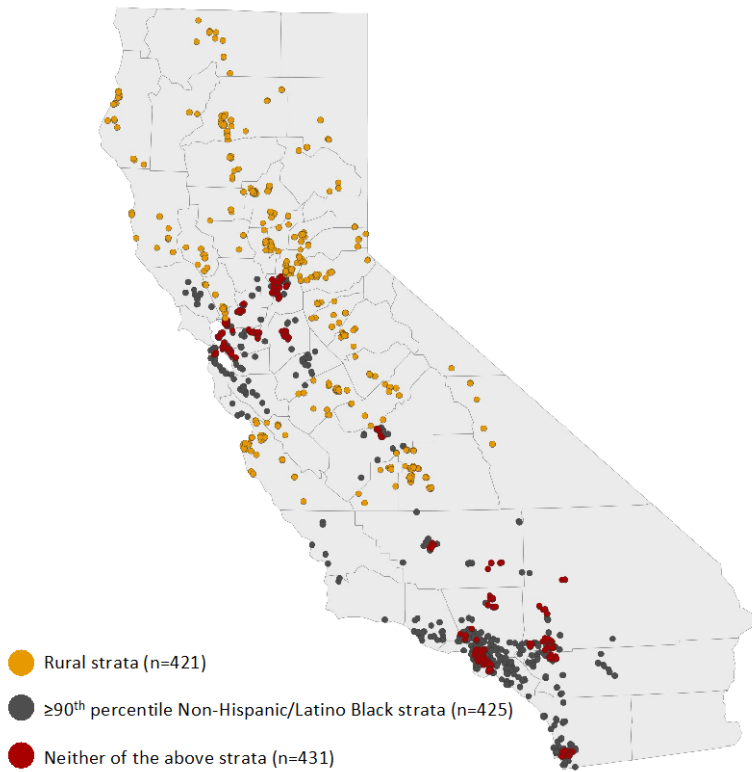 Rural strata (n=421)
≥90th percentile Non-Hispanic/Latino Black strata (n=425)
Neither of the above strata (n=431)